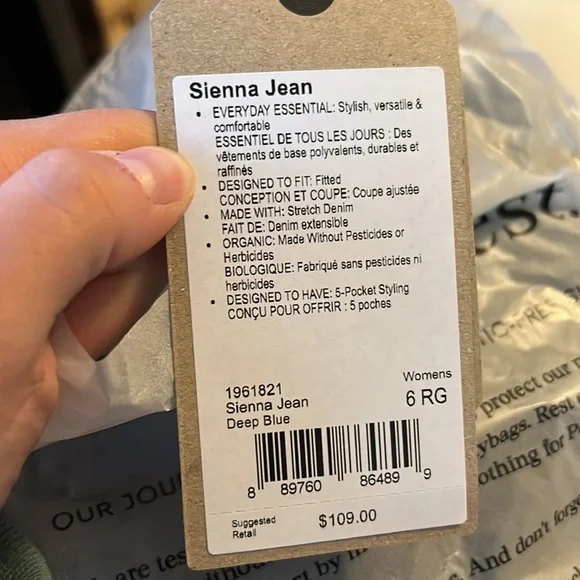 Sienna Jean
• EVERYDAY ESSENTIAL: Stylish, versatile &
comfortable
ESSENTIEL DE TOUS LES JOURS : Des
vêtements de base polyvalents, durables et
raffinés
• DESIGNED TO FIT: Fitted
CONCEPTION ET COUPE: Coupe ajustée
• MADE WITH: Stretch Denim
FAIT DE: Denim extensible
• ORGANIC: Made Without Pesticides or
Herbicides
BIOLOGIQUE: Fabriqué sans pesticides ni
herbicides
• DESIGNED TO HAVE: 5-Pocket Styling
CONÇU POUR OFFRIR : 5 poches
1961821
Sienna Jean
Deep Blue
Womens
6 RG
8 89760 86489 9
Suggested
Retail
$109.00
protect our
ybags. Rest
othing for
OUR JOU
are tes
And don't forge